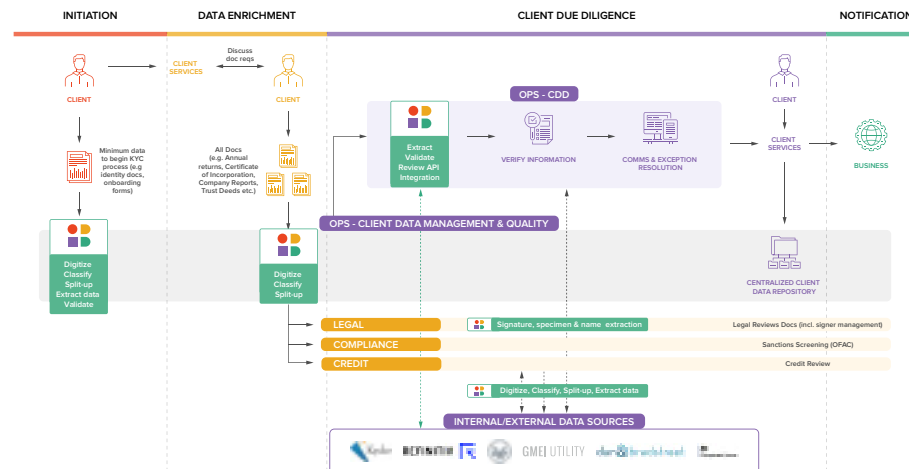 INITIATION
DATA ENRICHMENT
CLIENT DUE DILIGENCE
NOTIFICATION
CLIENT
CLIENT
SERVICES
Discuss
doc reqs
CLIENT
Minimum data
to begin KYC
process (e.g
identity docs,
onboarding
forms)
All Docs
(e.g. Annual
returns, Certificate
of Incorporation,
Company Reports,
Trust Deeds etc.)
OPS - CDD
Extract
Validate
Review API
Integration
VERIFY INFORMATION
COMMS & EXCEPTION
RESOLUTION
CLIENT
CLIENT
SERVICES
BUSINESS
OPS - CLIENT DATA MANAGEMENT & QUALITY
Digitize
Classify
Split-up
Extract data
Validate
Digitize
Classify
Split-up
CENTRALIZED CLIENT
DATA REPOSITORY
LEGAL
Signature, specimen & name extraction
Legal Reviews Docs (incl. signer management)
COMPLIANCE
Sanctions Screening (OFAC)
CREDIT
Credit Review
Digitize, Classify, Split-up, Extract data
INTERNAL/EXTERNAL DATA SOURCES
REFINITIV
GMEI UTILITY
dun & bradstreet